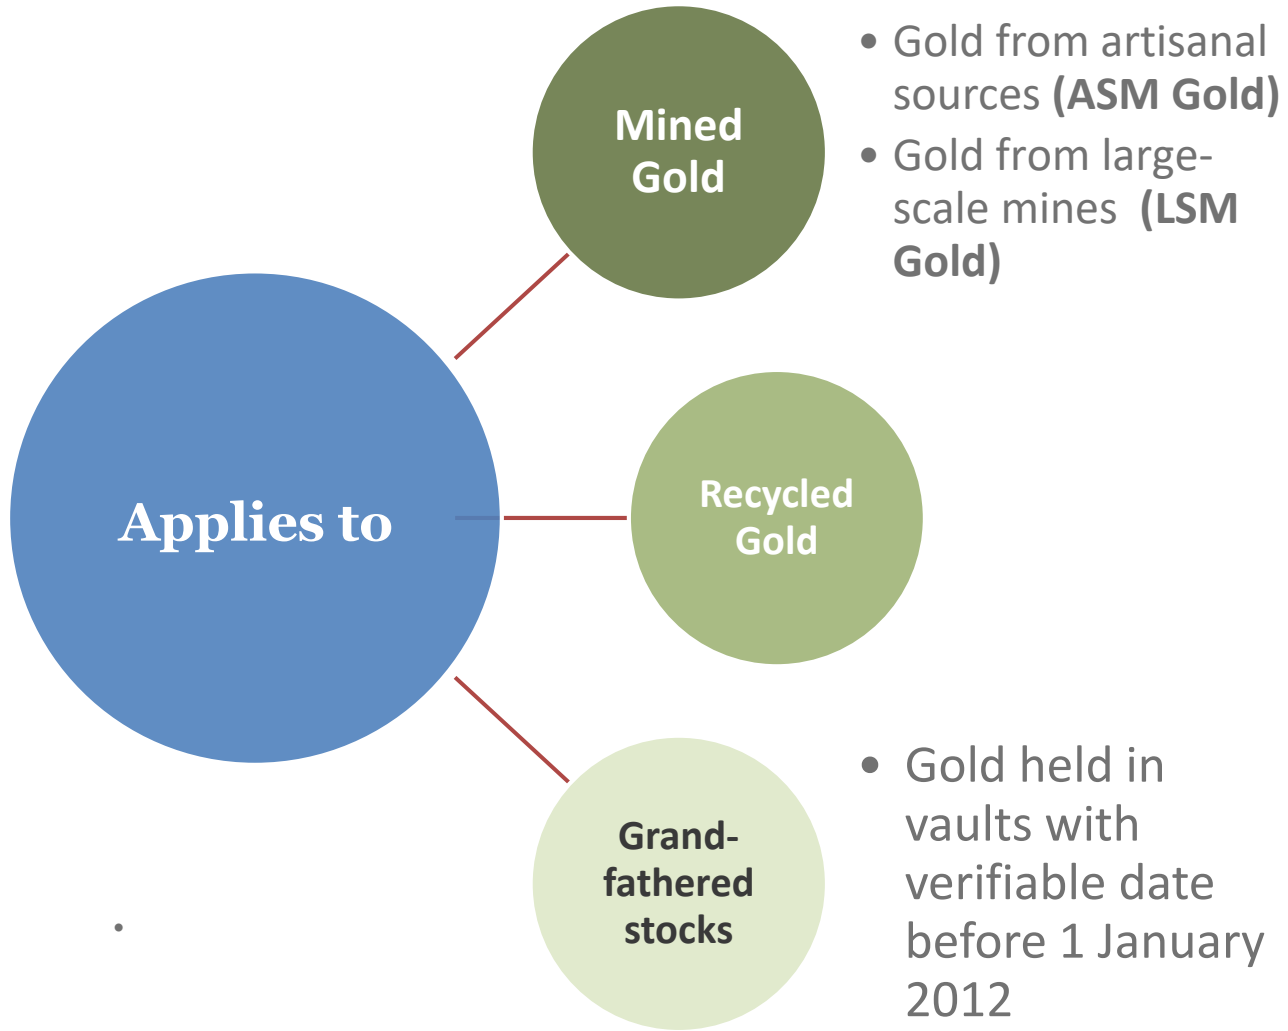 Mined
Gold
• Gold from artisanal
sources (ASM Gold)
• Gold from large-
scale mines (LSM
Gold)
Applies to
Recycled
Gold
Grand-
fathered
stocks
• Gold held in
vaults with
verifiable date
before 1 January
2012
•